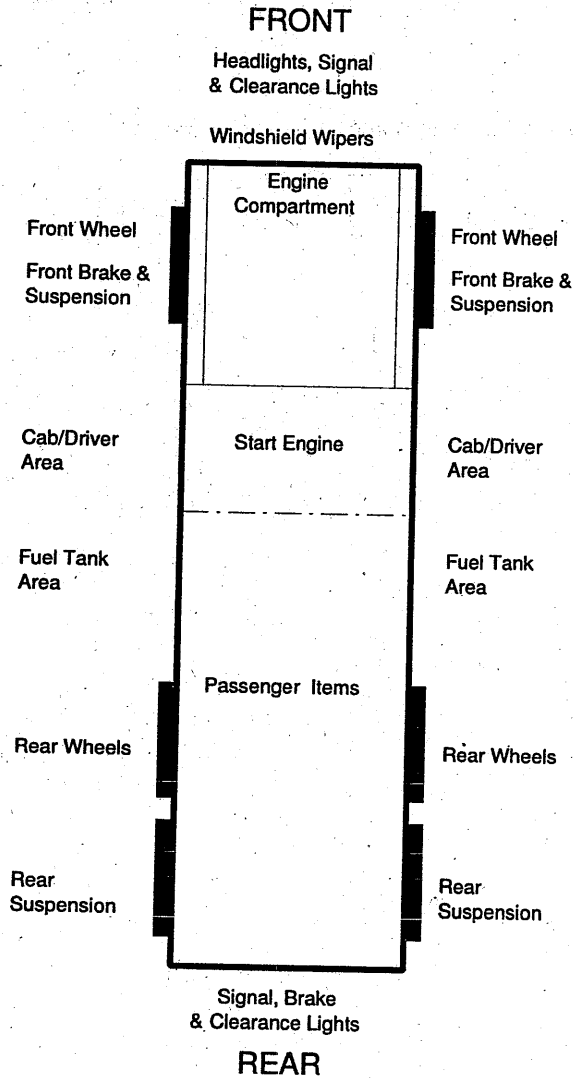 FRONT
Headlights, Signal
& Clearance Lights
Windshield Wipers
Engine
Compartment
Front Wheel
Front Brake &
Suspension
Front Wheel
Front Brake &
Suspension
Cab/Driver
Area
Start Engine
Cab/Driver
Area
Fuel Tank
Area
Fuel Tank
Area
Passenger Items
Rear Wheels
Rear Wheels
Rear
Suspension
Rear
Suspension
Signal, Brake
& Clearance Lights
REAR